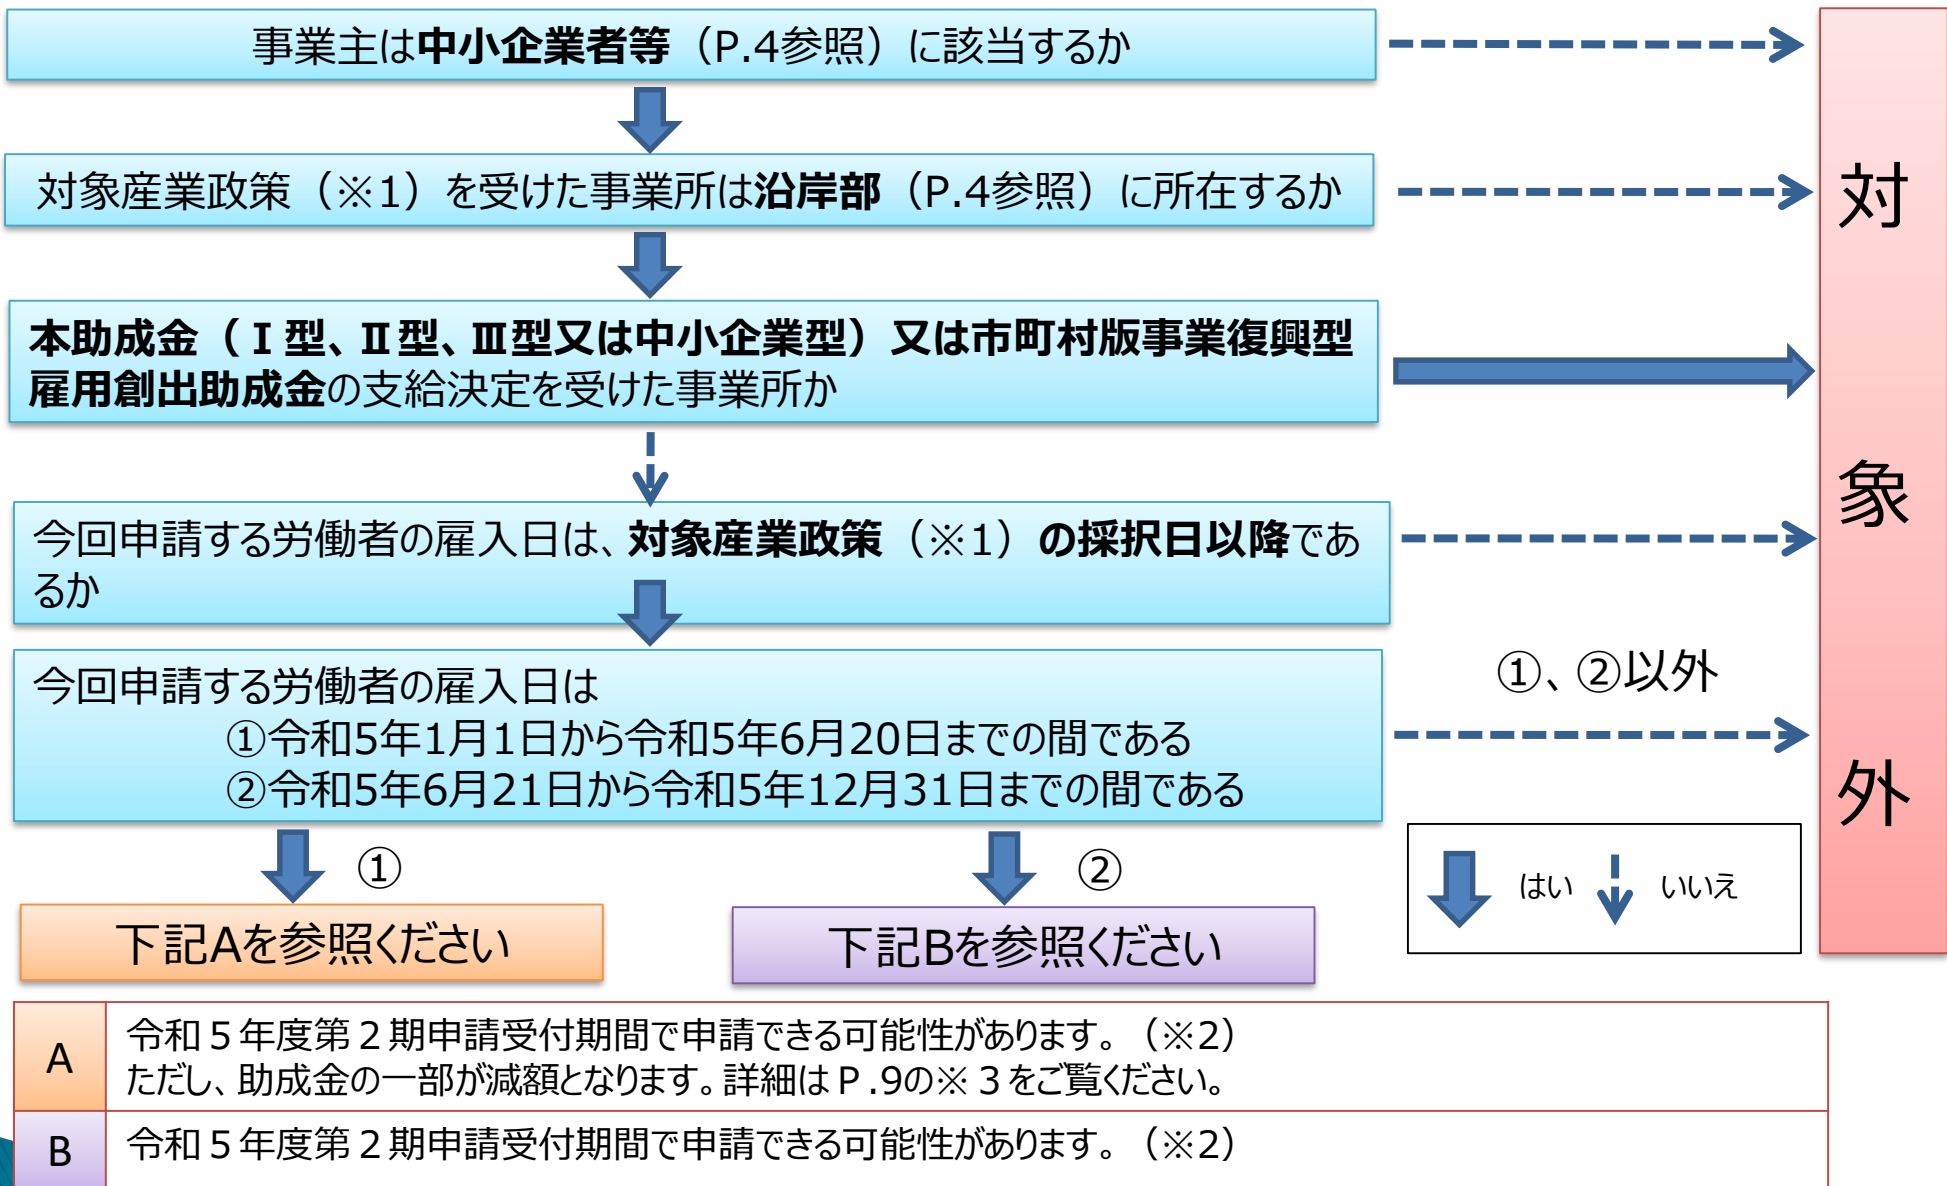 事業主は中小企業者等（P.4参照）に該当するか
対象産業政策（※1）を受けた事業所は沿岸部（P.4参照）に所在するか
本助成金（Ⅰ型、Ⅱ型、Ⅲ型又は中小企業型）又は市町村版事業復興型
雇用創出助成金の支給決定を受けた事業所か
今回申請する労働者の雇入日は、対象産業政策（※1）の採択日以降であ
るか
今回申請する労働者の雇入日は
①令和5年1月1日から令和5年6月20日までの間である
②令和5年6月21日から令和5年12月31日までの間である
①、②以外
対
象
外
①
②
はい
いいえ
下記Aを参照ください
下記Bを参照ください
A
令和５年度第２期申請受付期間で申請できる可能性があります。（※2）
ただし、助成金の一部が減額となります。詳細はＰ.9の※３をご覧ください。
B
令和５年度第２期申請受付期間で申請できる可能性があります。（※2）